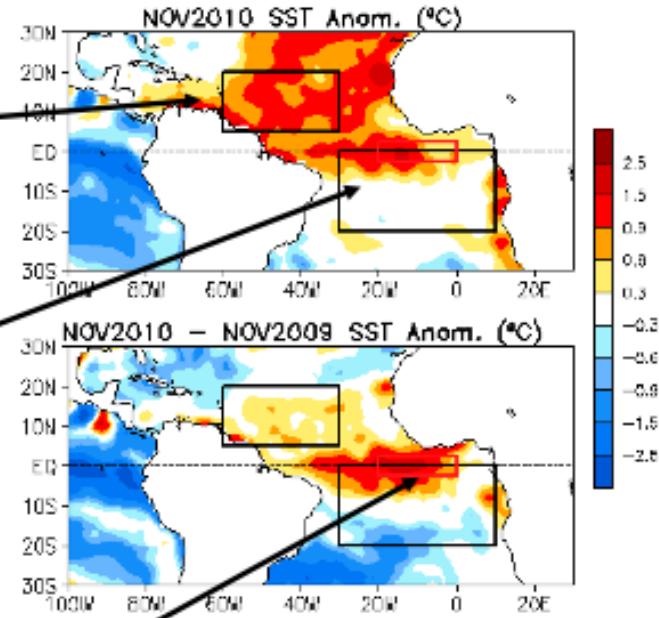 NOV2010 SST Anom. (ºC)
30N
20N
10N
EQ
10S
20S
30S
100W 80W 60W 40W 20W 0 20E
2.5
1.5
0.9
0.3
-0.3
-0.6
-0.9
-1.5
-2.5
NOV2010 - NOV2009 SST Anom. (ºC)
30N
20N
10N
EQ
10S
20S
30S
100W 80W 60W 40W 20W 0 20E